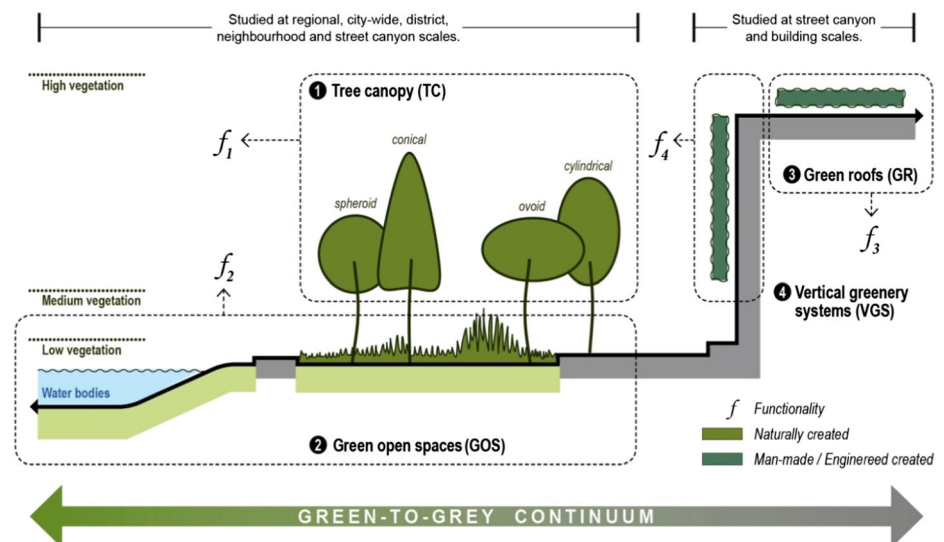 Studied at regional, city-wide, district,
neighbourhood and street canyon scales.
Studied at street canyon
and building scales.
High vegetation
1 Tree canopy (TC)
conical
f1
f4
cylindrical
3 Green roofs (GR)
spheroid
ovoid
f3
f2
Medium vegetation
4 Vertical greenery
systems (VGS)
Low vegetation
Water bodies
f Functionality
Naturally created
2 Green open spaces (GOS)
Man-made / Enginereed created
GREEN-TO-GREY CONTINUUM